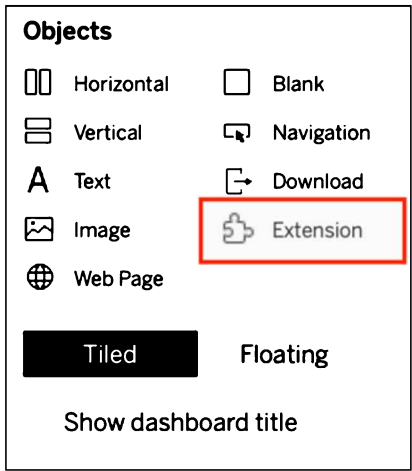 Objects
Horizontal
Blank
Vertical
Navigation
Text
Download
Image
Extension
Web Page
Tiled
Floating
Show dashboard title